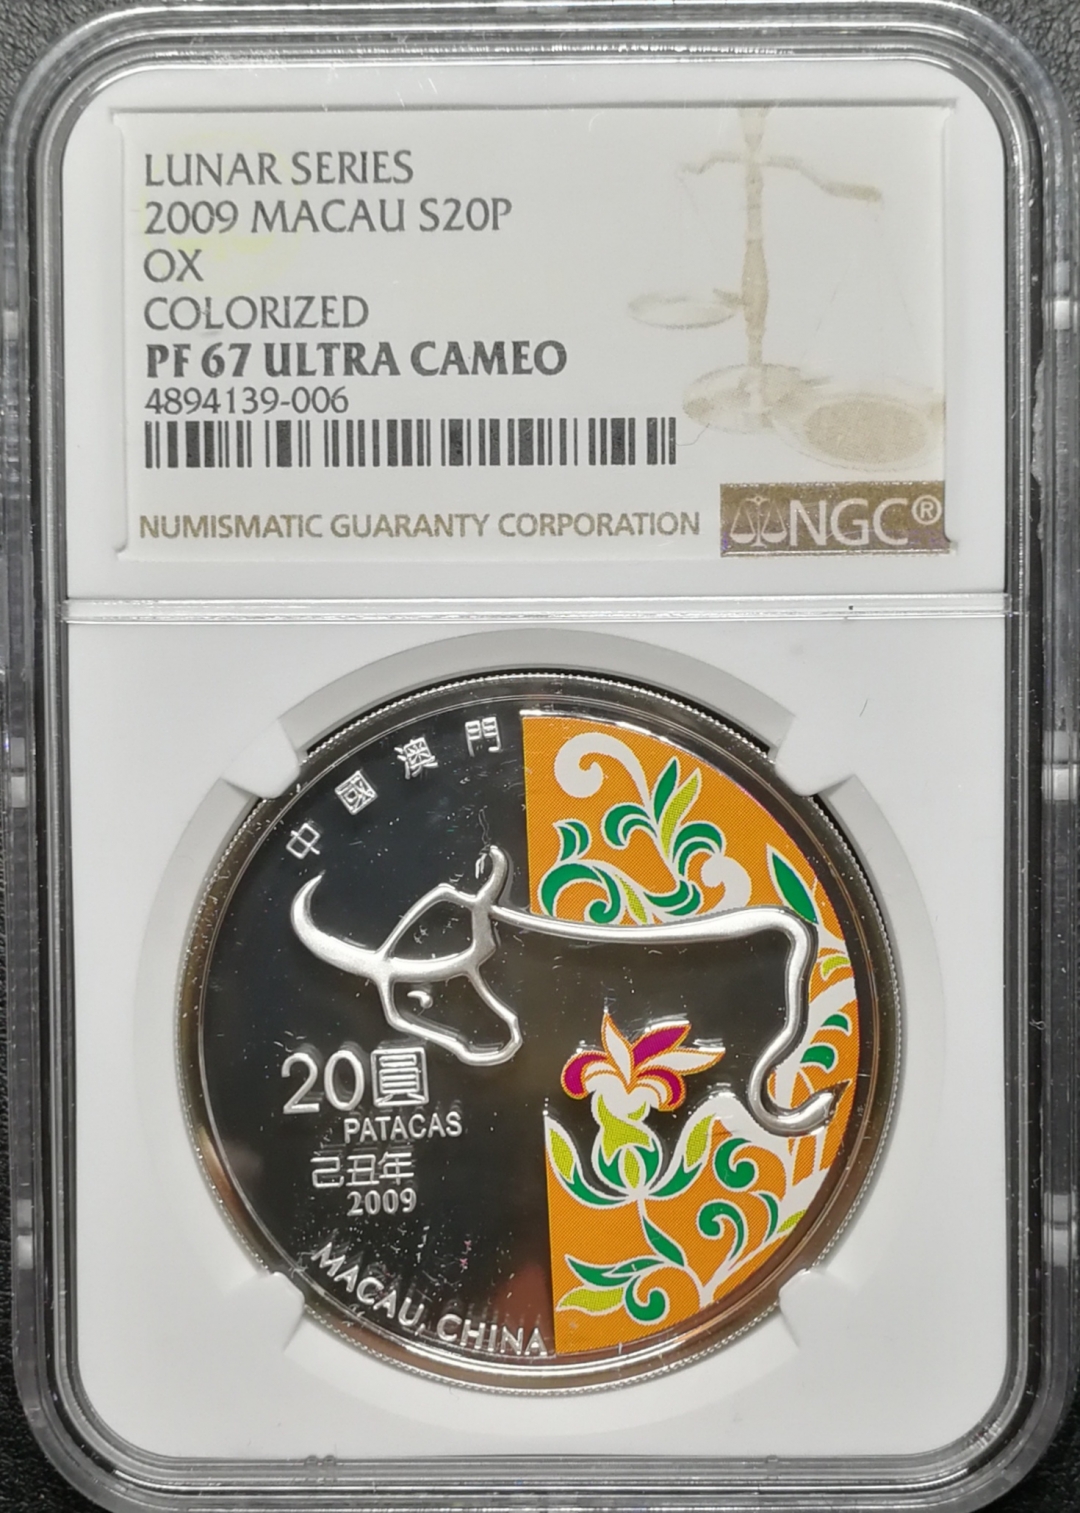 LUNAR SERIES
2009 MACAU S20P
OX
COLORIZED
PF 67 ULTRA CAMEO
4894139-006
NUMISMATIC GUARANTY CORPORATION
NGC®
中國澳門
20圓
PATACAS
己丑年
2009
MACAU, CHINA